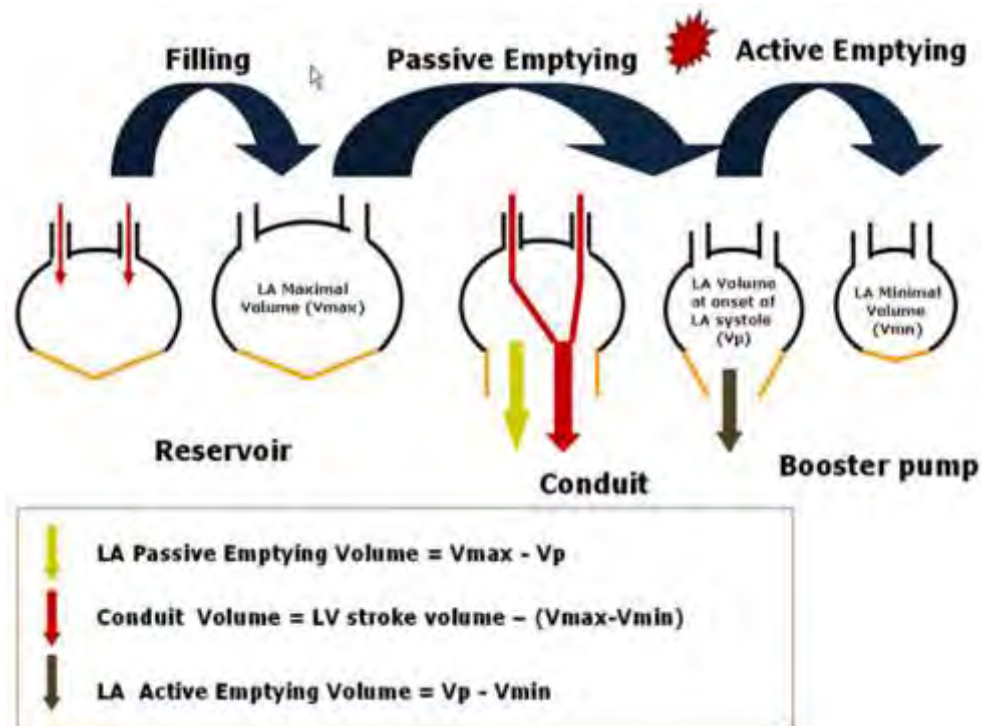 Filling
Passive Emptying
Active Emptying
LA Maximal
Volume (Vmax)
LA Volume
at onset of
LA systole
(Vp)
LA Minimal
Volume
(Vmn)
Reservoir
Conduit
Booster pump
LA Passive Emptying Volume = Vmax - Vp
Conduit Volume = LV stroke volume – (Vmax-Vmin)
LA Active Emptying Volume = Vp - Vmin